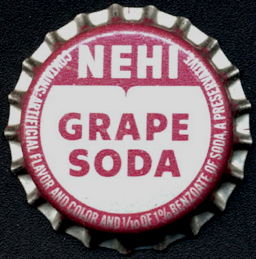 NEHI
GRAPE
SODA
CONTAINS: ARTIFICIAL FLAVOR AND COLOR AND 1/10 OF 1% BENZOATE OF SODA, A PRESERVATIVE